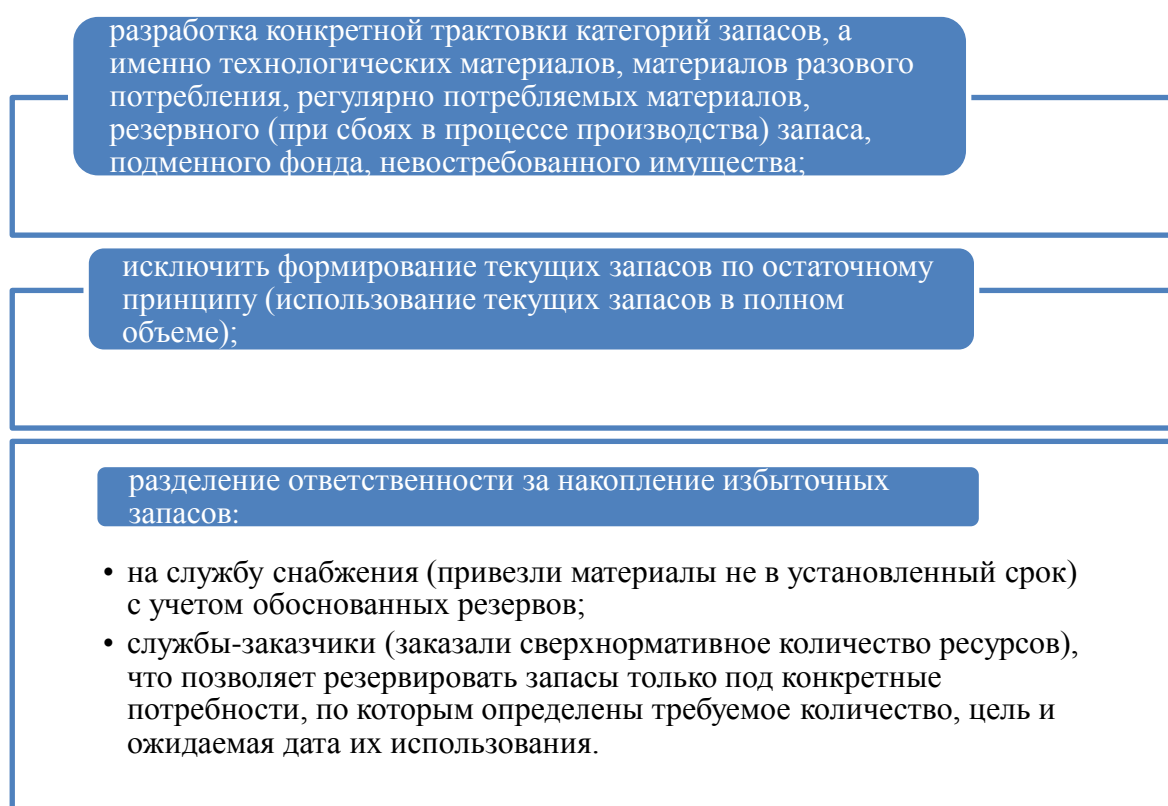 разработка конкретной трактовки категорий запасов, а
именно технологических материалов, материалов разового
потребления, регулярно потребляемых материалов,
резервного (при сбоях в процессе производства) запаса,
подменного фонда, невостребованного имущества;
исключить формирование текущих запасов по остаточному
принципу (использование текущих запасов в полном
объеме);
разделение ответственности за накопление избыточных
запасов:
• на службу снабжения (привезли материалы не в установленный срок)
с учетом обоснованных резервов;
• службы-заказчики (заказали сверхнормативное количество ресурсов),
что позволяет резервировать запасы только под конкретные
потребности, по которым определены требуемое количество, цель и
ожидаемая дата их использования.